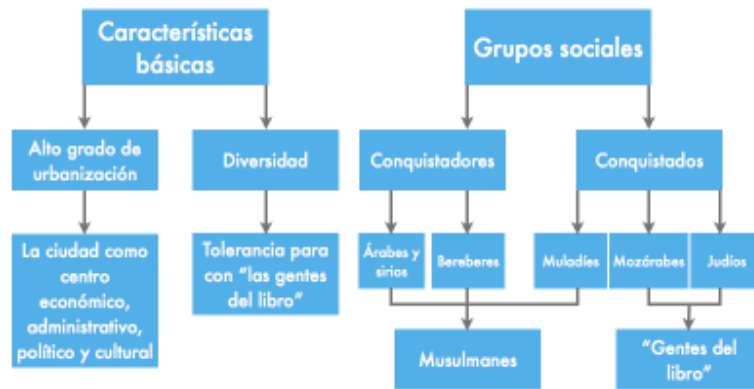 Características
básicas
Grupos sociales
Alto grado de
urbanización
Diversidad
Conquistadores
Conquistados
La ciudad como
centro
económico,
administrativo,
político y cultural
Tolerancia para
con "las gentes
del libro"
Árabes y
sirios
Bereberes
Muladíes
Mozárabes
Judíos
Musulmanes
"Gentes del
libro"